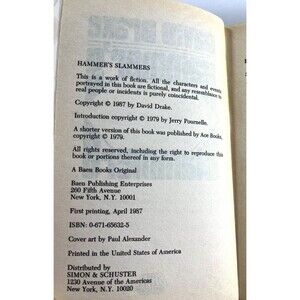 HAMMER'S SLAMMERS
This is a work of fiction. All the characters and events
portrayed in this book are fictional, and any resemblance to
real people or incidents is purely coincidental.
Copyright © 1987 by David Drake
Introduction copyright © 1979 by Jerry Pournelle.
A shorter version of this book was published by Ace Books,
copyright © 1979.
All rights reserved, including the right to reproduce this
book or portions thereof in any form.
A Baen Books Original
Baen Publishing Enterprises
260 Fifth Avenue
New York, N.Y. 10001
First printing, April 1987
ISBN: 0-671-65632-5
Cover art by Paul Alexander
Printed in the United States of America
Distributed by
SIMON & SCHUSTER
1230 Avenue of the Americas
New York, N.Y. 10020